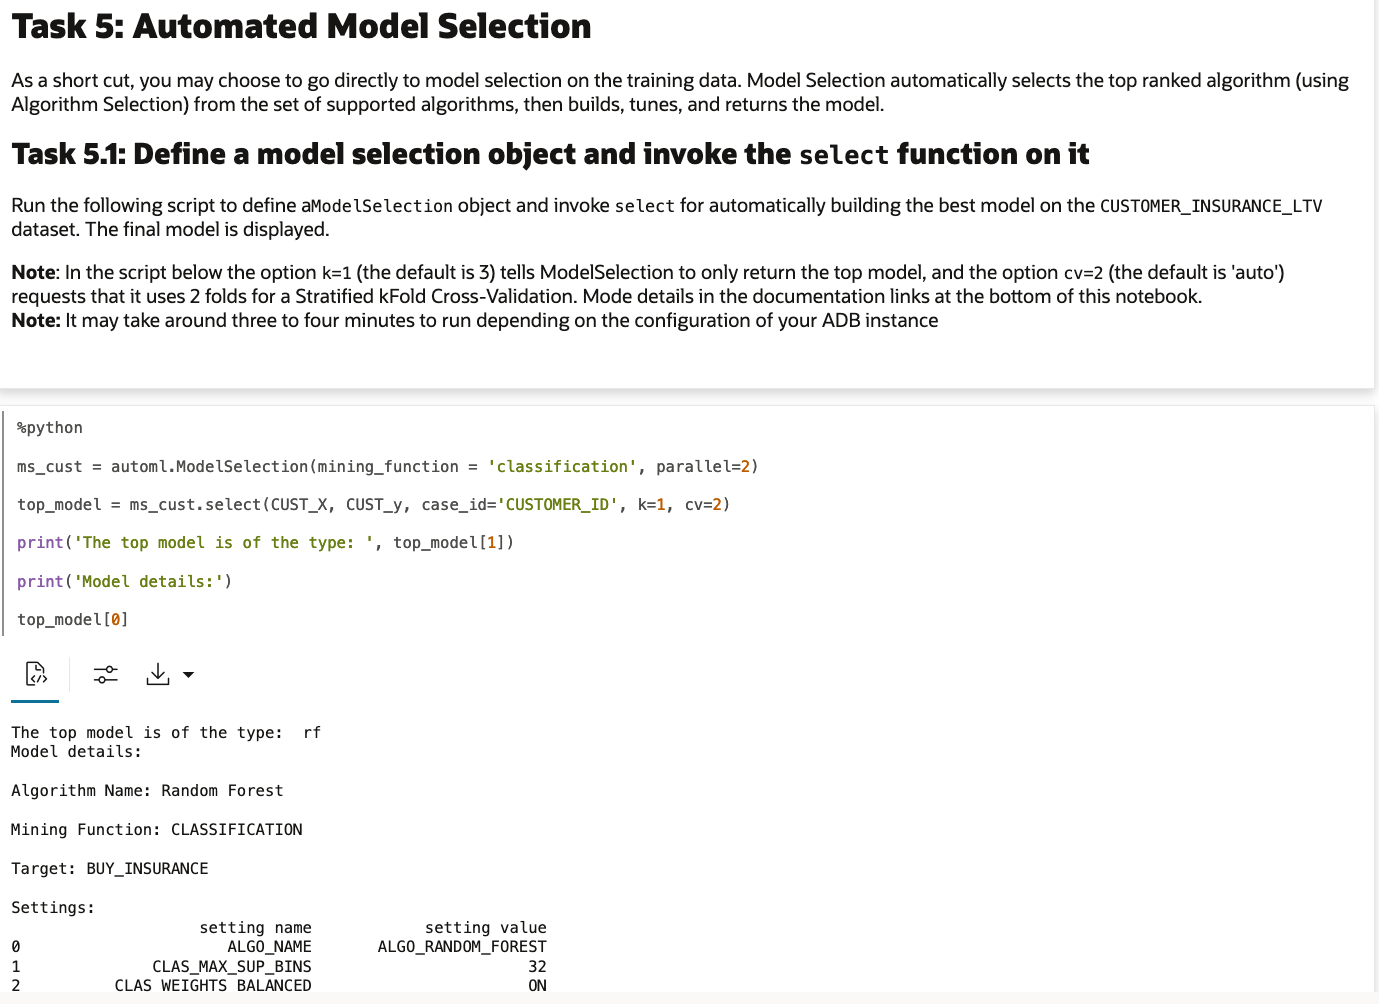 Task 5: Automated Model Selection
As a short cut, you may choose to go directly to model selection on the training data. Model Selection automatically selects the top ranked algorithm (using
Algorithm Selection) from the set of supported algorithms, then builds, tunes, and returns the model.
Task 5.1: Define a model selection object and invoke the select function on it
Run the following script to define aModelSelection object and invoke select for automatically building the best model on the CUSTOMER_INSURANCE_LTV
dataset. The final model is displayed.
Note: In the script below the option k=1 (the default is 3) tells ModelSelection to only return the top model, and the option cv=2 (the default is 'auto')
requests that it uses 2 folds for a Stratified kFold Cross-Validation. Mode details in the documentation links at the bottom of this notebook.
Note: It may take around three to four minutes to run depending on the configuration of your ADB instance
%python
ms_cust = automl.ModelSelection(mining_function = 'classification', parallel=2)
top_model = ms_cust.select(CUST_X, CUST_y, case_id='CUSTOMER_ID', k=1, cv=2)
print('The top model is of the type: ', top_model[1])
print('Model details:')
top_model[0]
The top model is of the type:  rf
Model details:
Algorithm Name: Random Forest
Mining Function: CLASSIFICATION
Target: BUY_INSURANCE
Settings:
setting name setting value
0 ALGO_NAME ALGO_RANDOM_FOREST
1 CLAS_MAX_SUP_BINS 32
2 CLAS_WEIGHTS_BALANCED ON